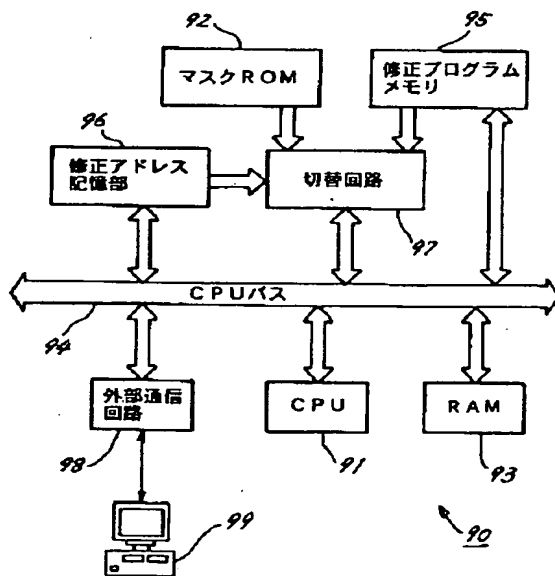 92
マスクROM
95
修正プログラム
メモリ
96
修正アドレス
記憶部
切替回路
97
CPUバス
94
外部通信
回路
98
CPU
91
RAM
93
99
90